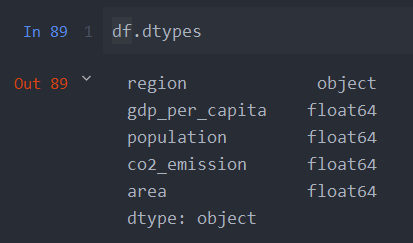 In 89 1 df.dtypes
Out 89 region object
gdp_per_capita float64
population float64
co2_emission float64
area float64
dtype: object